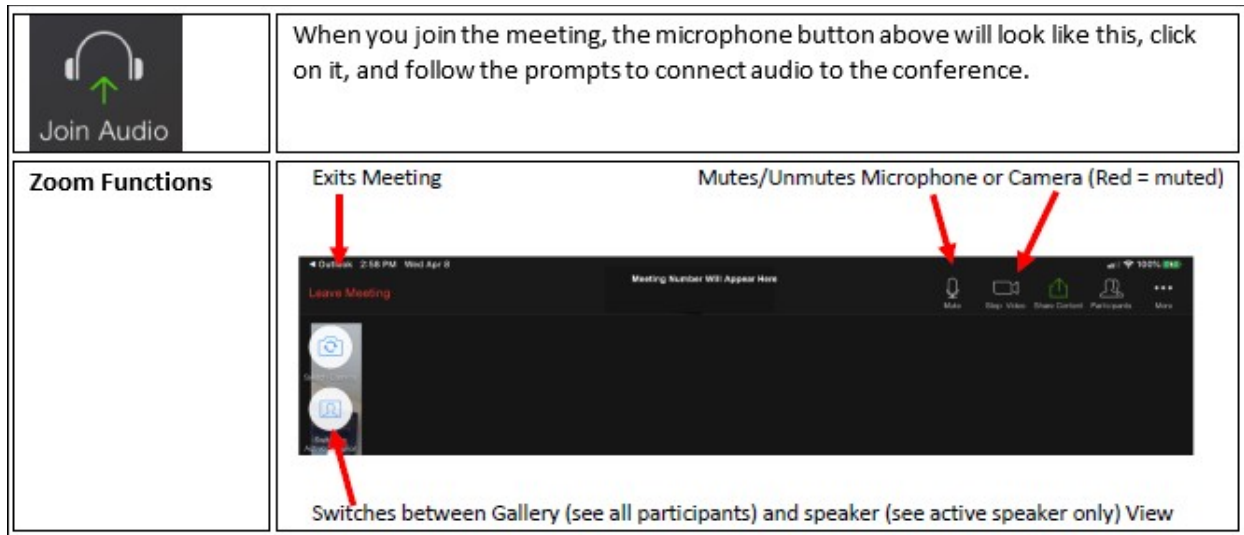 Join Audio
When you join the meeting, the microphone button above will look like this, click
on it, and follow the prompts to connect audio to the conference.
Zoom Functions
Exits Meeting
Mutes/Unmutes Microphone or Camera (Red = muted)
Outlook 2:58 PM Wed Apr 8
100%
Meeting Number Will Appear Here
Leave Meeting
Mute
Stop Video
Share Content
Participants
More
Switches between Gallery (see all participants) and speaker (see active speaker only) View